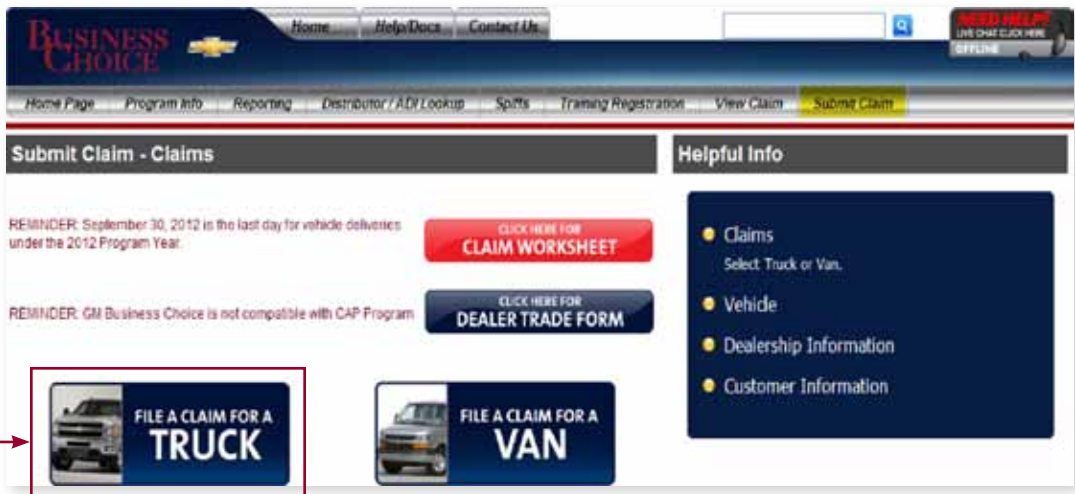 Home Help/Docs Contact Us
NEED HELP?
LIVE CHAT CLICK HERE
OFFLINE
BUSINESS
CHOICE
Home Page Program Info Reporting Distributor / ADI Lookup Spiffs Training Registration View Claim Submit Claim
Submit Claim - Claims
REMINDER: September 30, 2012 is the last day for vehicle deliveries
under the 2012 Program Year.
CLICK HERE FOR
CLAIM WORKSHEET
REMINDER: GM Business Choice is not compatible with CAP Program
CLICK HERE FOR
DEALER TRADE FORM
FILE A CLAIM FOR A
TRUCK
FILE A CLAIM FOR A
VAN
Helpful Info
Claims
Select Truck or Van.
Vehicle
Dealership Information
Customer Information